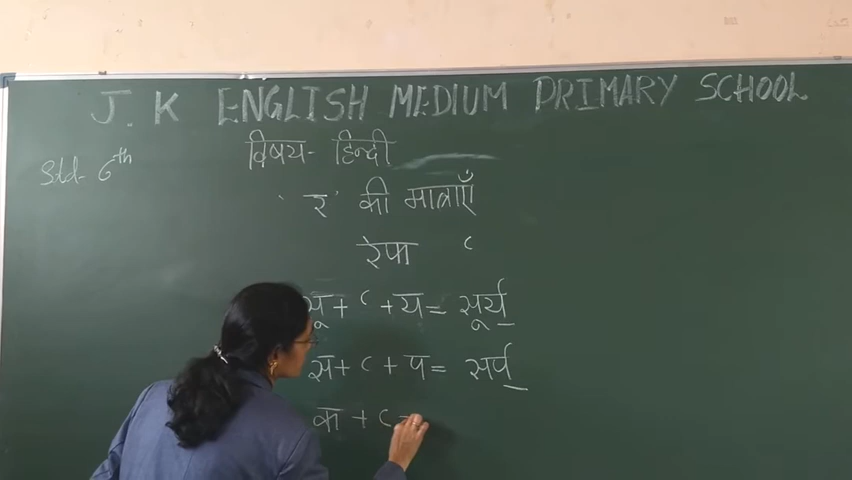 J. K ENGLISH MEDIUM PRIMARY SCHOOL
Std- 6th
विषय- हिन्दी
'र' की मात्राएँ
रेफ र्
सू + र् + य = सूर्य
स + र् + प = सर्प
क + र्